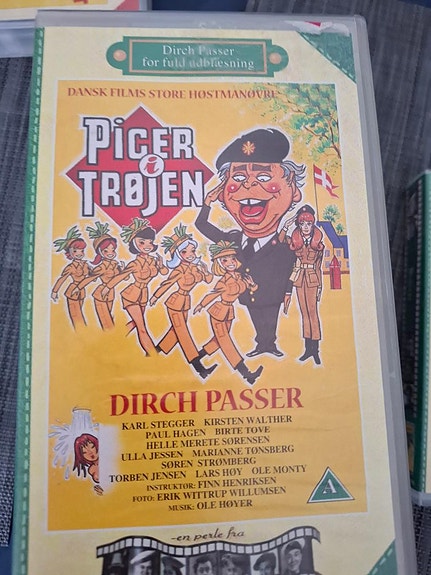 Dirch Passer
for fuld udblæsning
DANSK FILMS STORE HØSTMANØVRE
PIGER
i
TRØJEN
DIRCH PASSER
KARL STEGGER KIRSTEN WALTHER
PAUL HAGEN BIRTE TOVE
HELLE MERETE SØRENSEN
ULLA JESSEN MARIANNE TØNSBERG
SØREN STRØMBERG
TORBEN JENSEN LARS HØY OLE MONTY
INSTRUKTØR: FINN HENRIKSEN
FOTO: ERIK WITTRUP WILLUMSEN
MUSIK: OLE HØYER
A
-en perle fra